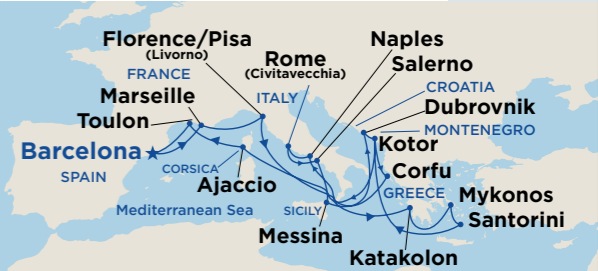 Florence/Pisa
(Livorno)
Naples
Rome
(Civitavecchia)
Salerno
FRANCE
CROATIA
Marseille
ITALY
Dubrovnik
Toulon
MONTENEGRO
Kotor
Barcelona
SPAIN
CORSICA
Corfu
Ajaccio
GREECE
Mykonos
Mediterranean Sea
SICILY
Santorini
Messina
Katakolon